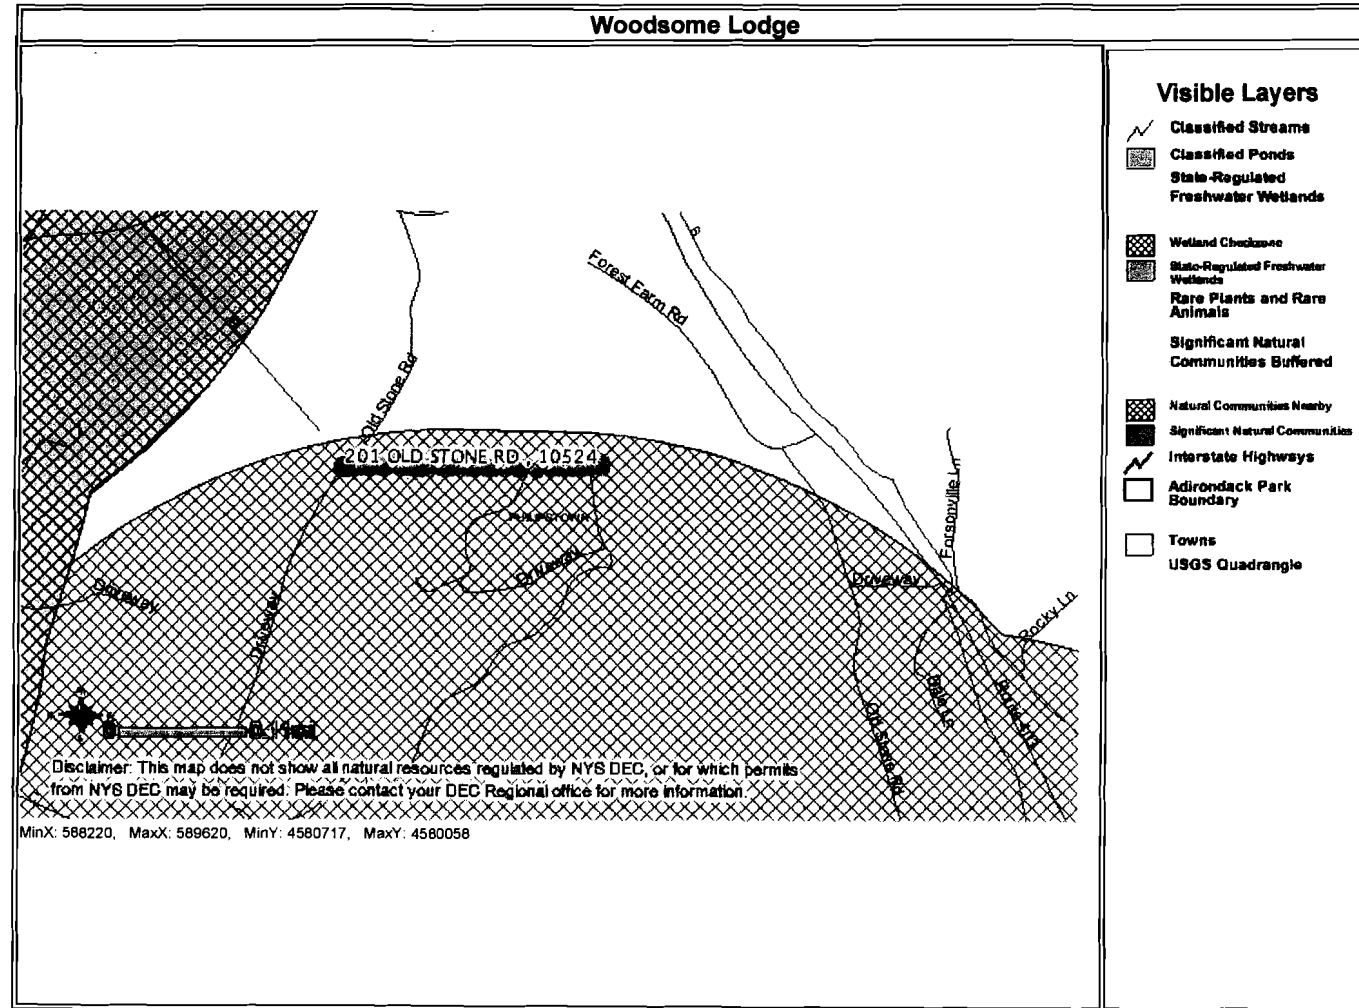 Woodsome Lodge
Visible Layers
Classified Streams
Classified Ponds
State-Regulated
Freshwater Wetlands
Wetland Checkzone
State-Regulated Freshwater
Wetlands
Rare Plants and Rare
Animals
Significant Natural
Communities Buffered
Natural Communities Nearby
Significant Natural Communities
Interstate Highways
Adirondack Park
Boundary
Towns
USGS Quadrangle
Forest Farm Rd
9
Old Stone Rd
201 OLD STONE RD , 10524
PHILIPSTOWN
Driveway
Driveway
Driveway
Driveway
Forsonville Ln
Rocky Ln
Old State Rd
Disclaimer: This map does not show all natural resources regulated by NYS DEC, or for which permits
from NYS DEC may be required. Please contact your DEC Regional office for more information.
MinX: 588220, MaxX: 589620, MinY: 4580717, MaxY: 4580058